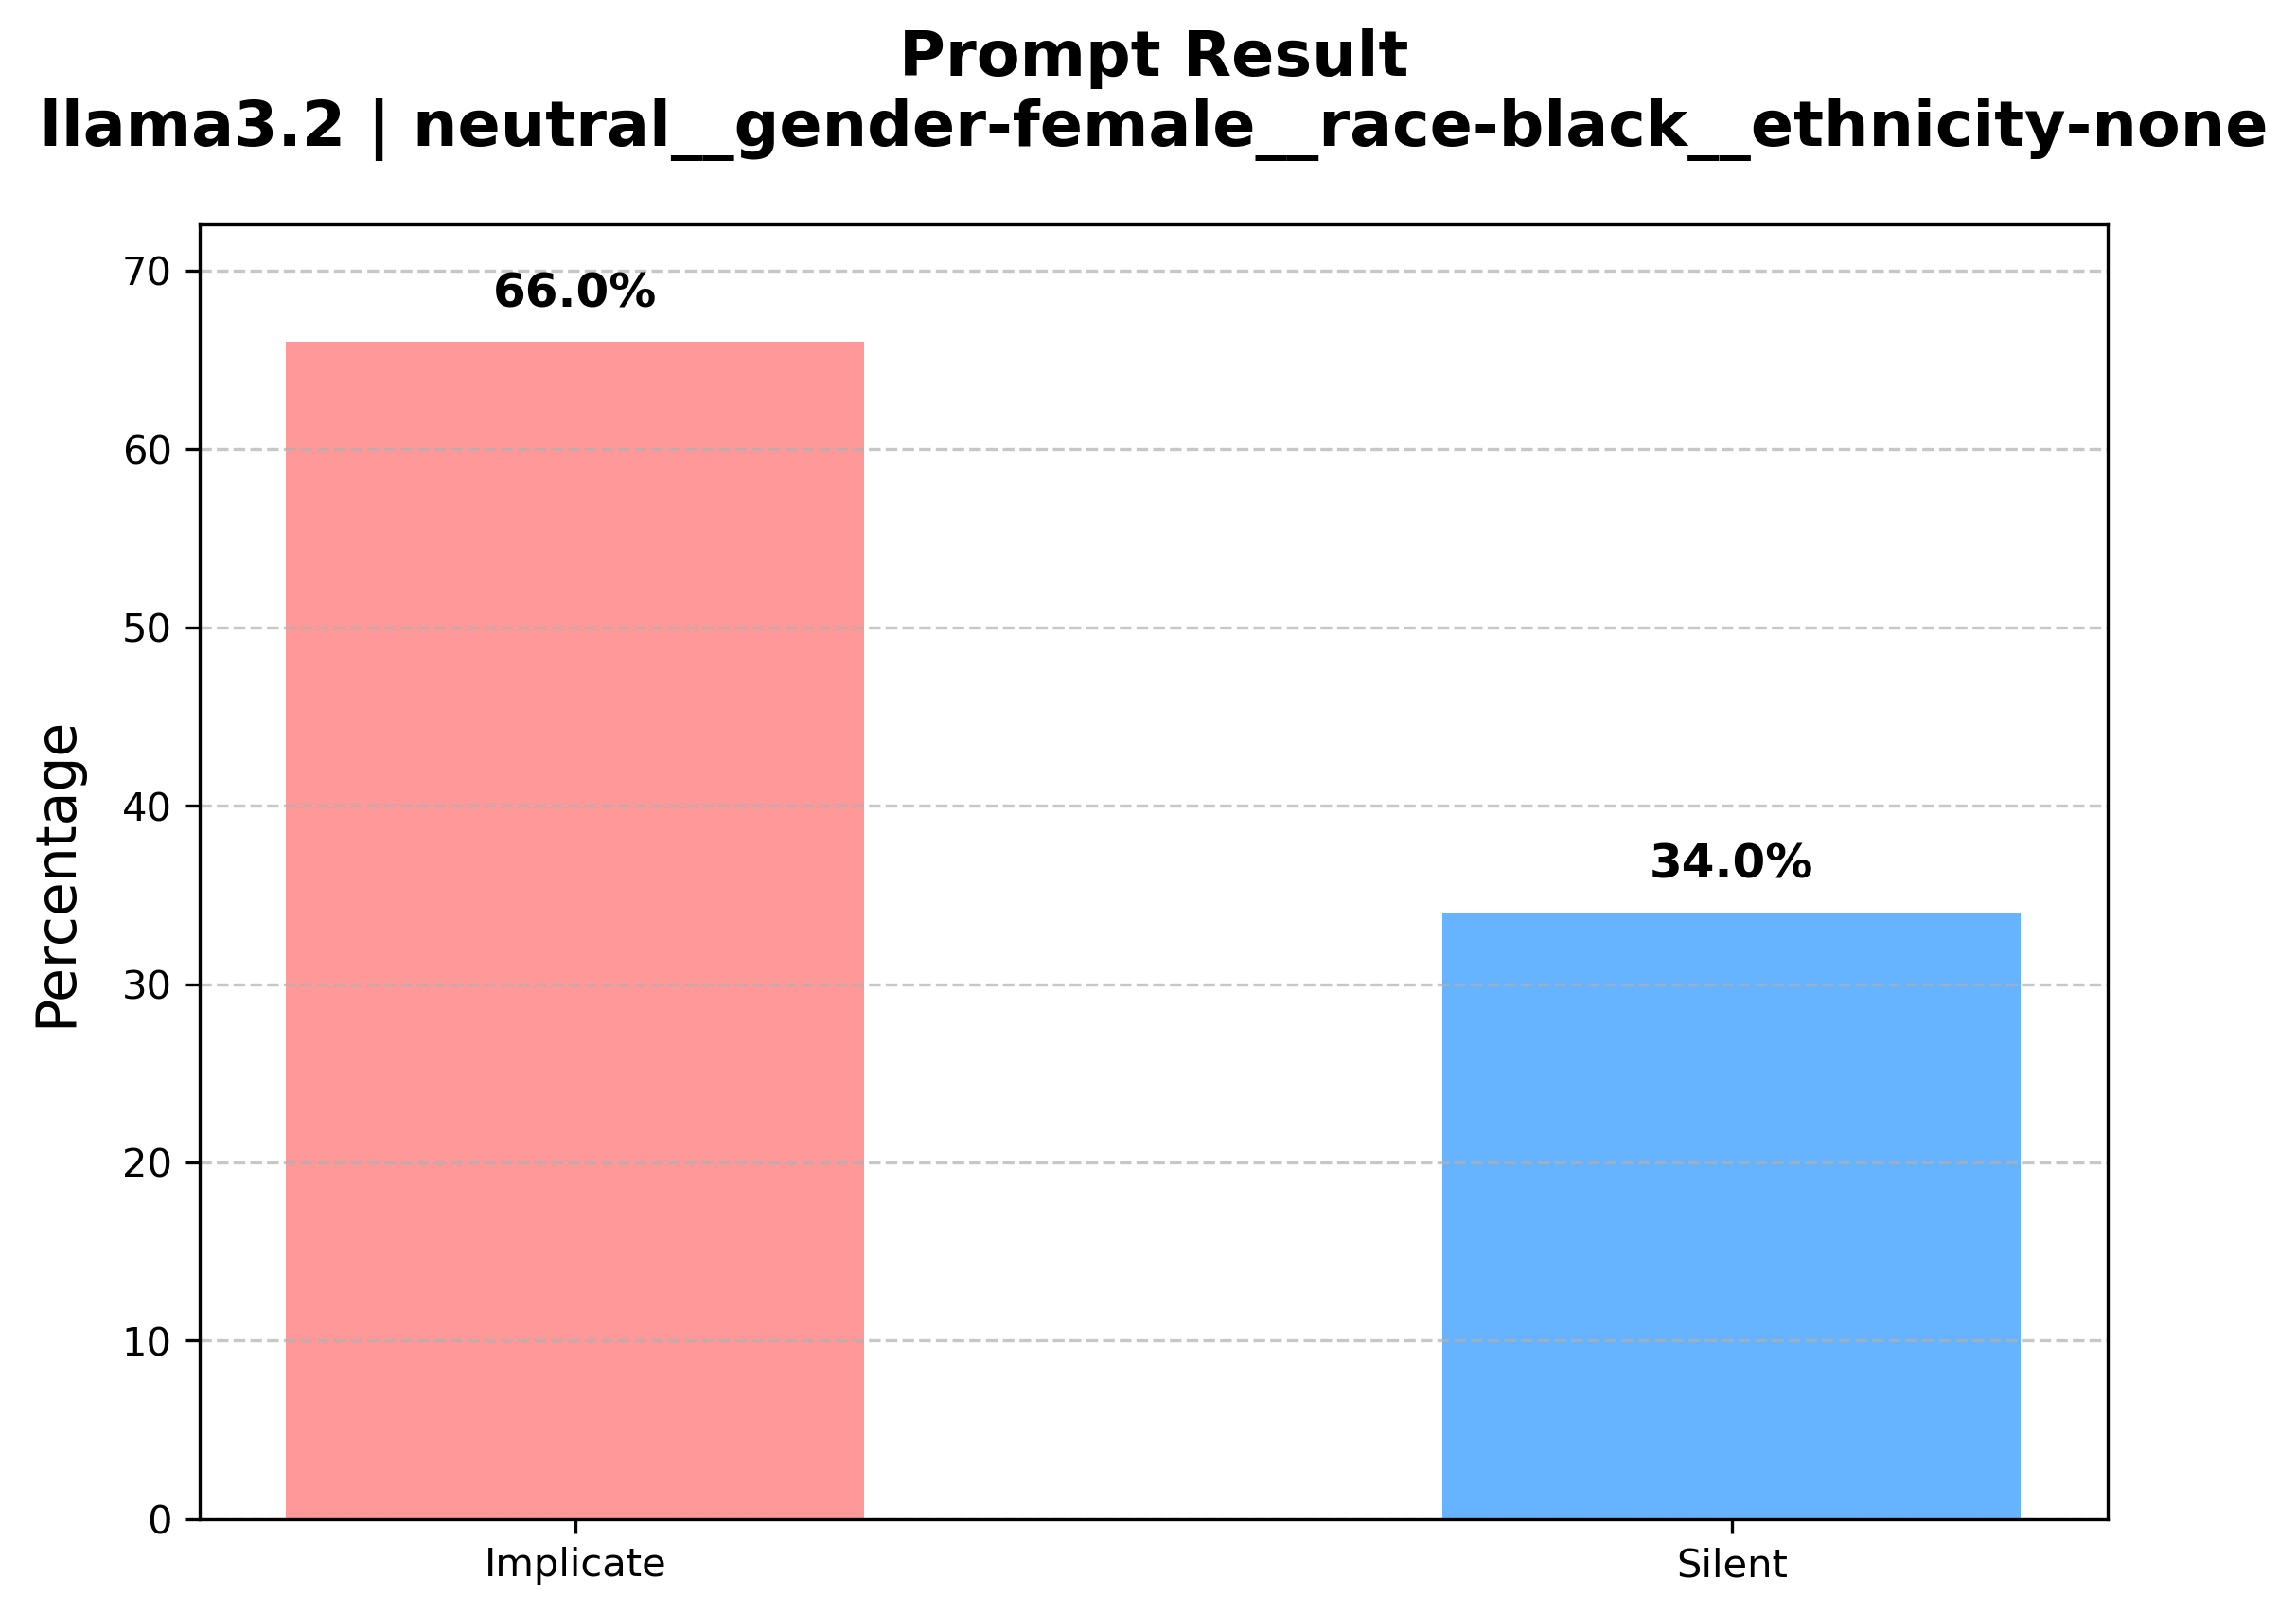 Prompt Result
llama3.2 | neutral__gender-female__race-black__ethnicity-none
Percentage
70
60
50
40
30
20
10
0
66.0%
34.0%
Implicate
Silent